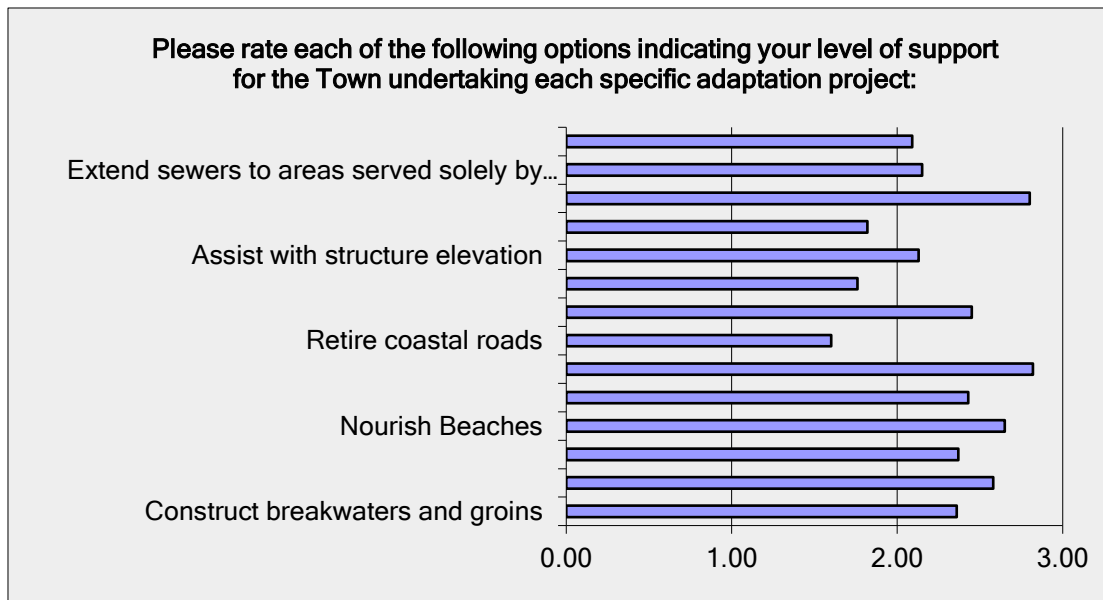 Please rate each of the following options indicating your level of support
for the Town undertaking each specific adaptation project:
Extend sewers to areas served solely by…
Assist with structure elevation
Retire coastal roads
Nourish Beaches
Construct breakwaters and groins
0.00 1.00 2.00 3.00